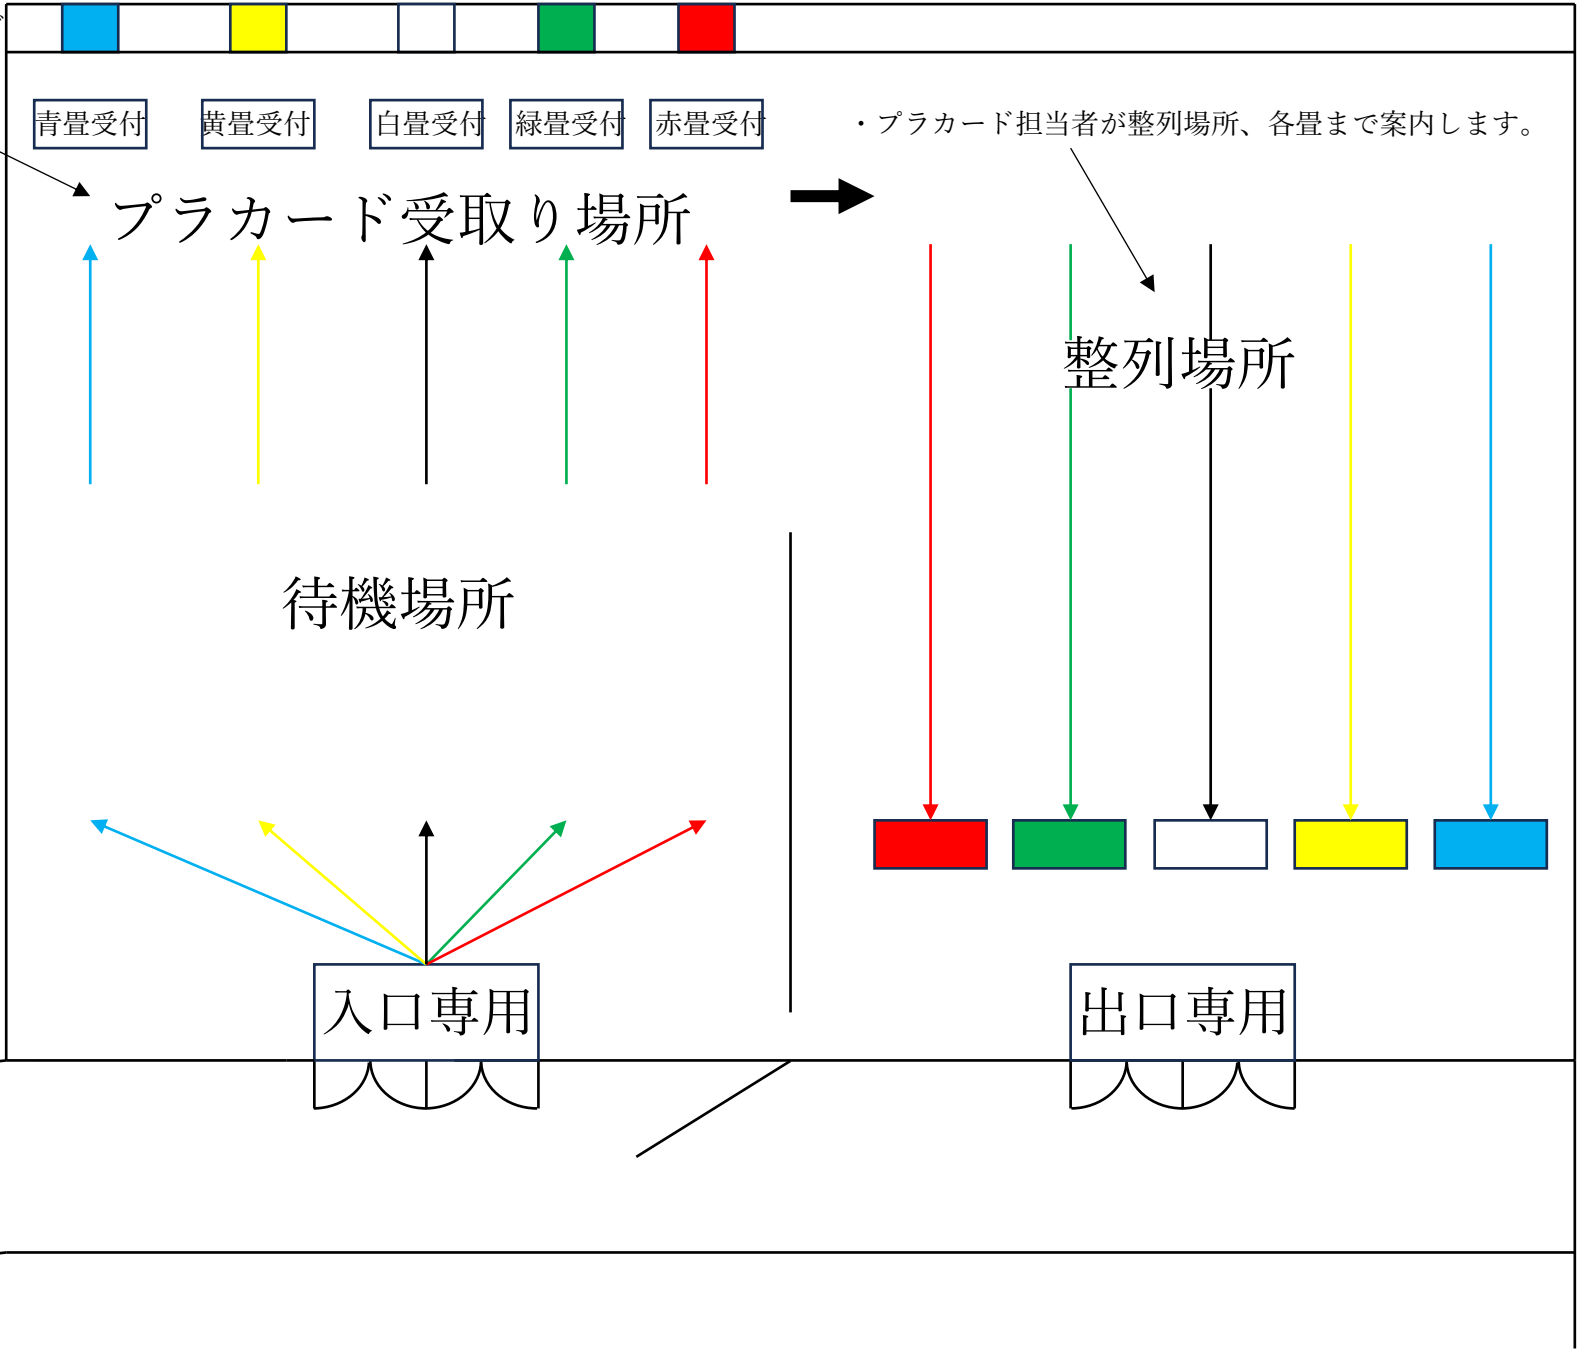 青畳受付
黄畳受付
白畳受付
緑畳受付
赤畳受付
・プラカード担当者が整列場所、各畳まで案内します。
プラカード受取り場所
整列場所
待機場所
入口専用
出口専用